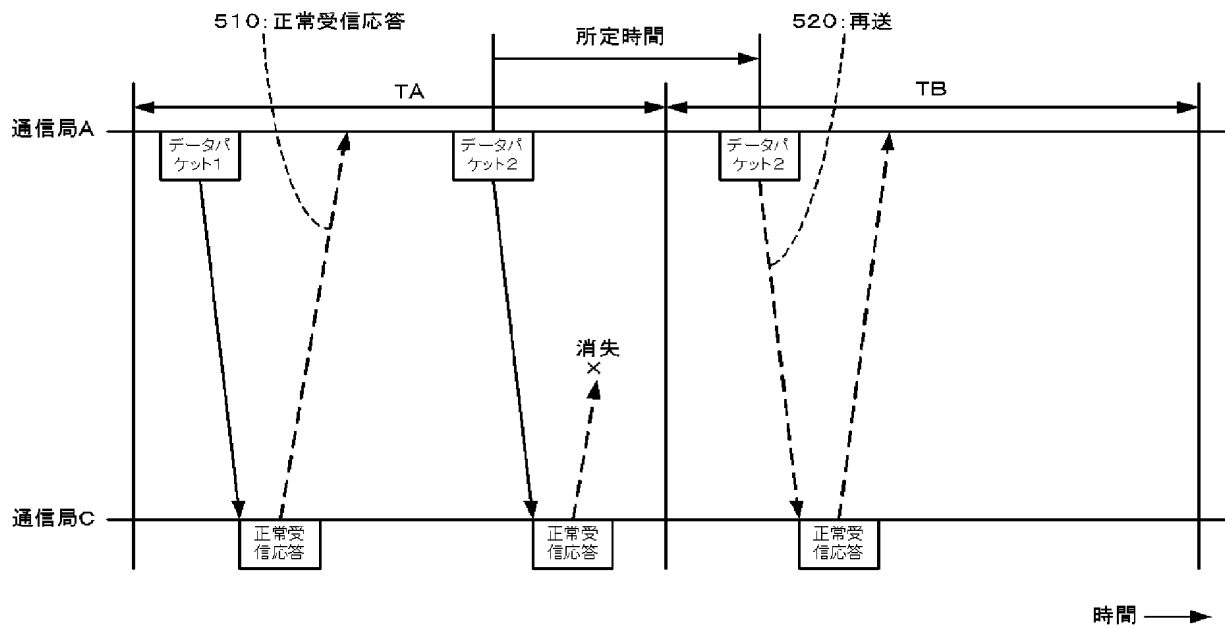 510:正常受信応答
520:再送
所定時間
TA
TB
通信局A
データパ
ケット1
データパ
ケット2
データパ
ケット2
消失
×
通信局C
正常受
信応答
正常受
信応答
正常受
信応答
時間